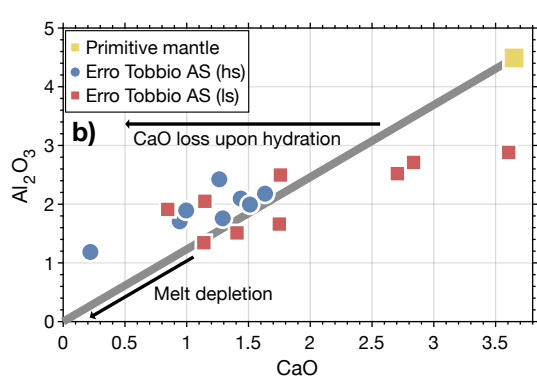 5
4
3
2
1
0
Al₂O₃
Primitive mantle
Erro Tobbio AS (hs)
Erro Tobbio AS (ls)
b)
CaO loss upon hydration
Melt depletion
0 0.5 1 1.5 2 2.5 3 3.5
CaO